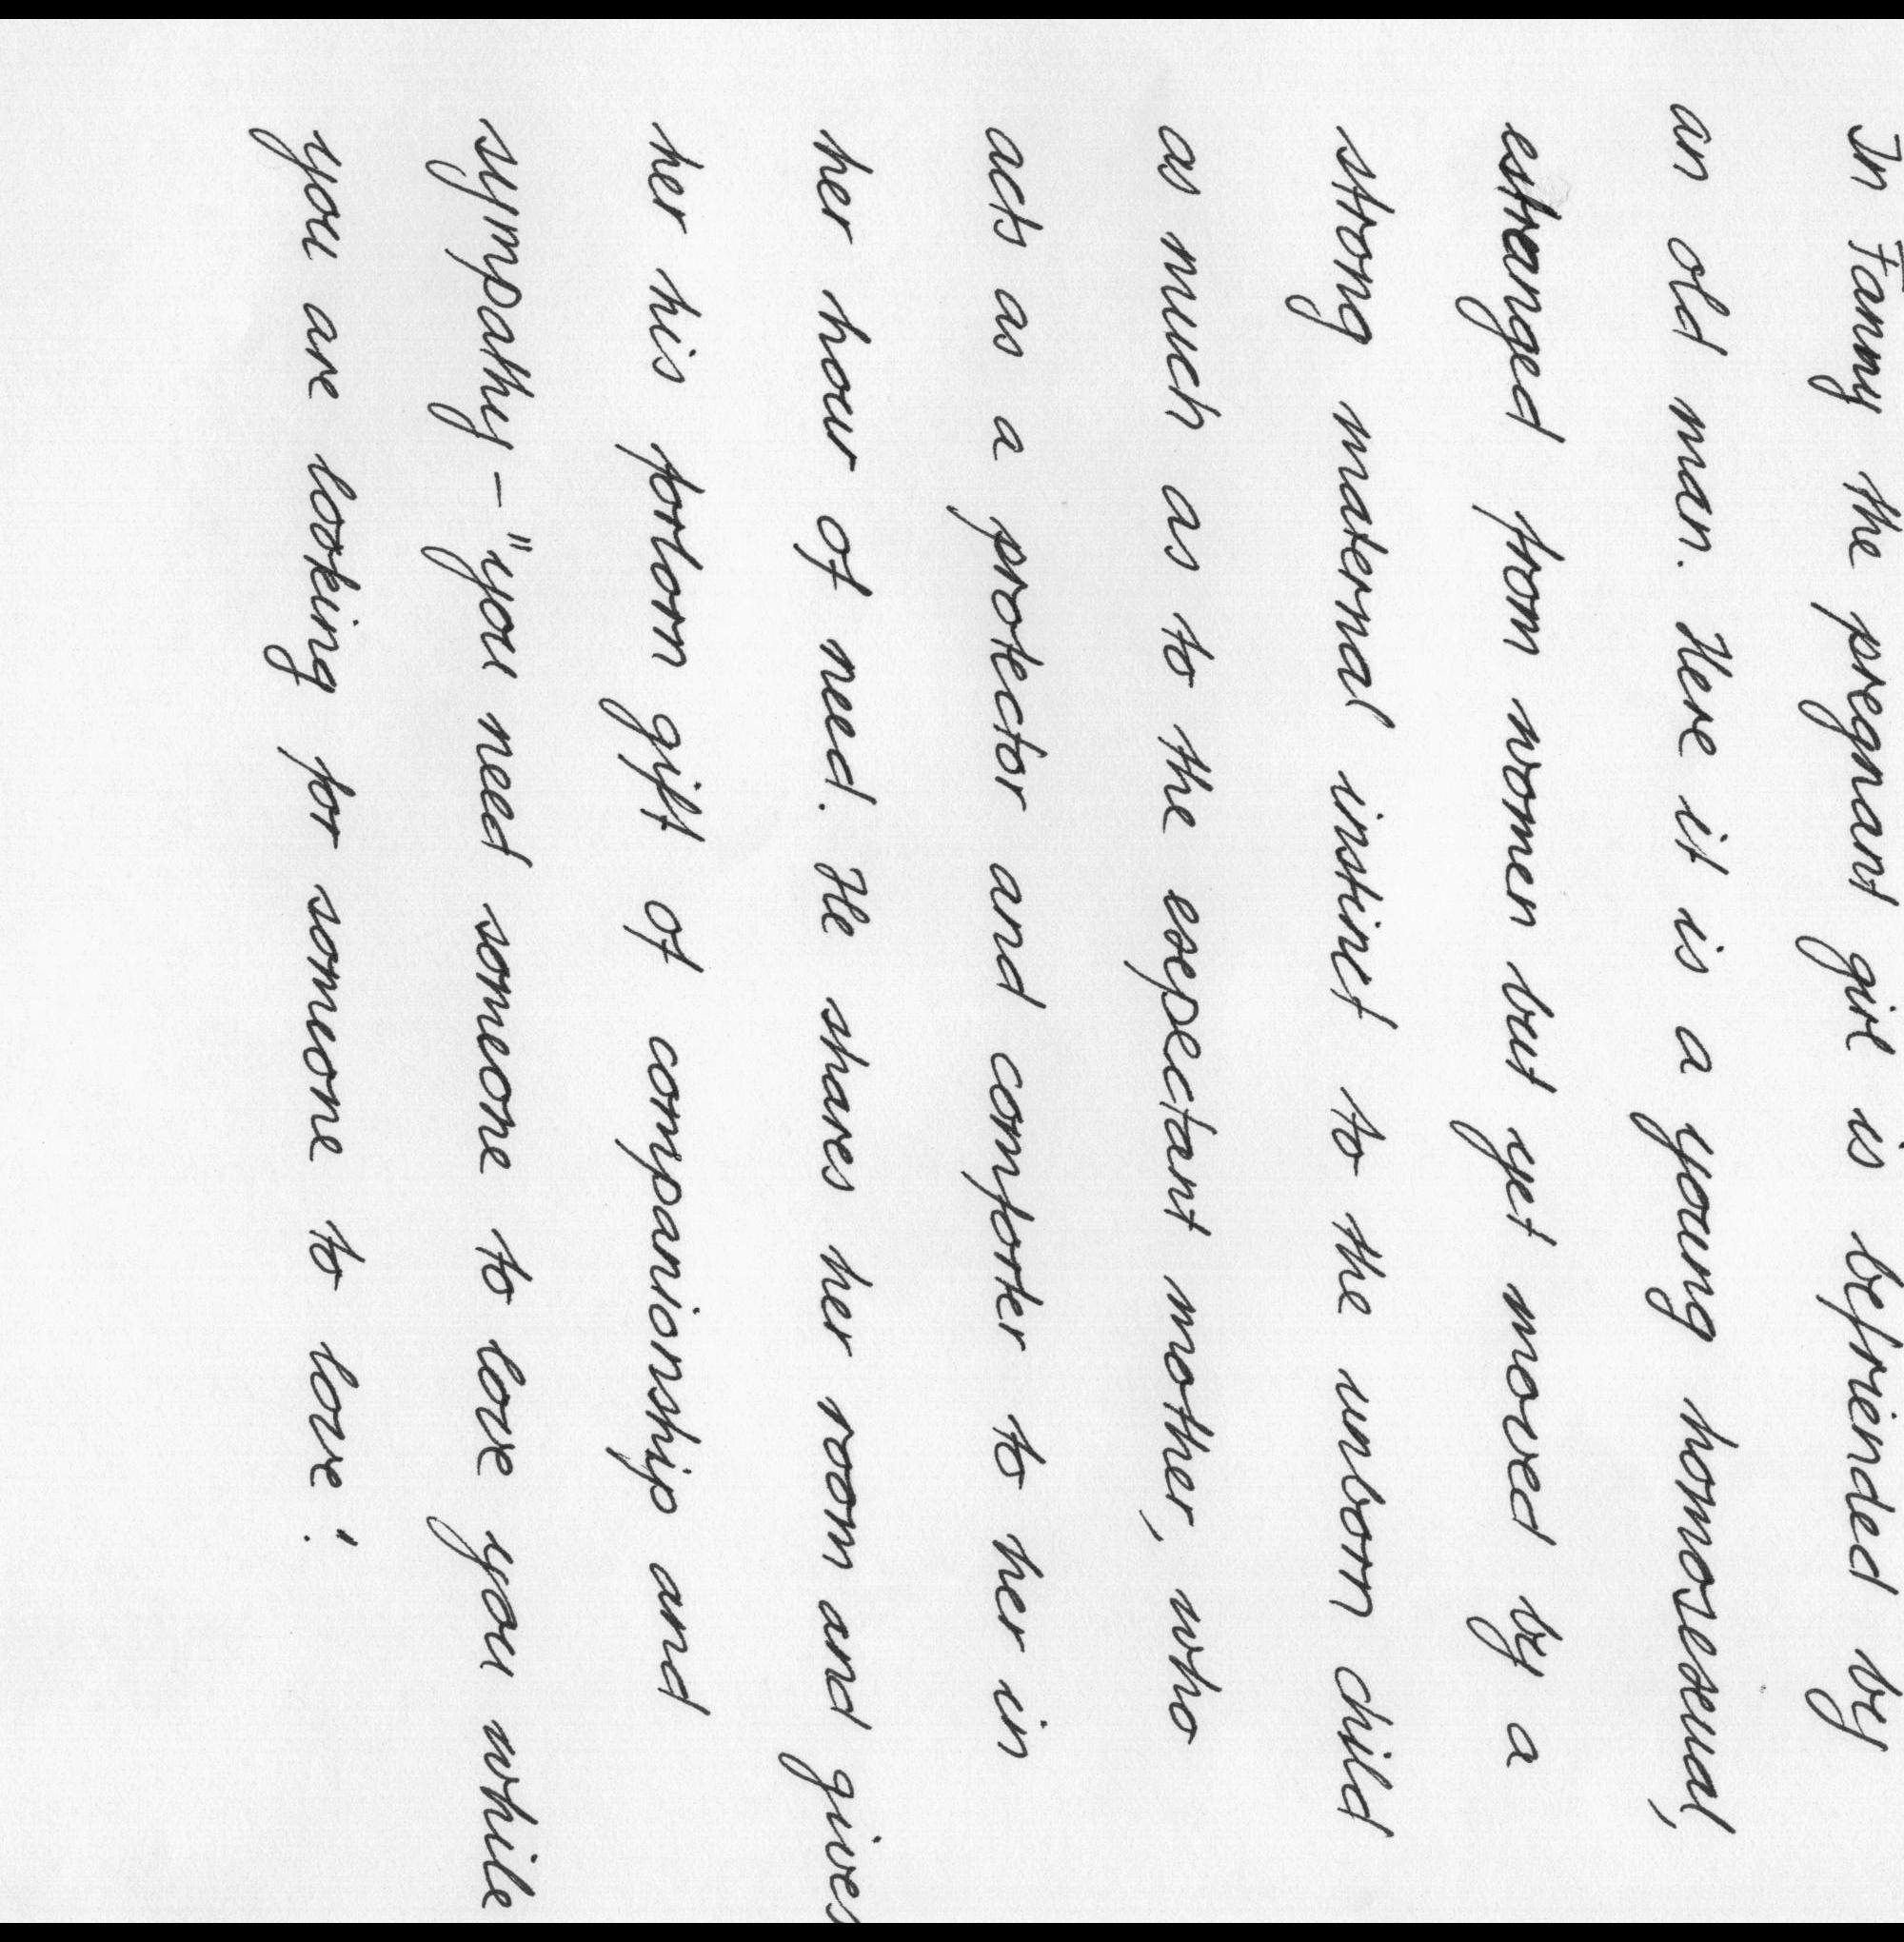 In Fanny the pregnant girl is befriended by
an old man. Here it is a young homosexual,
estranged from women but yet moved by a
strong maternal instinct to the unborn child
as much as to the expectant mother, who
acts as a protector and comforter to her in
her hour of need. He shares her room and gives
her his forlorn gift of companionship and
sympathy - "you need someone to love you while
you are looking for someone to love".